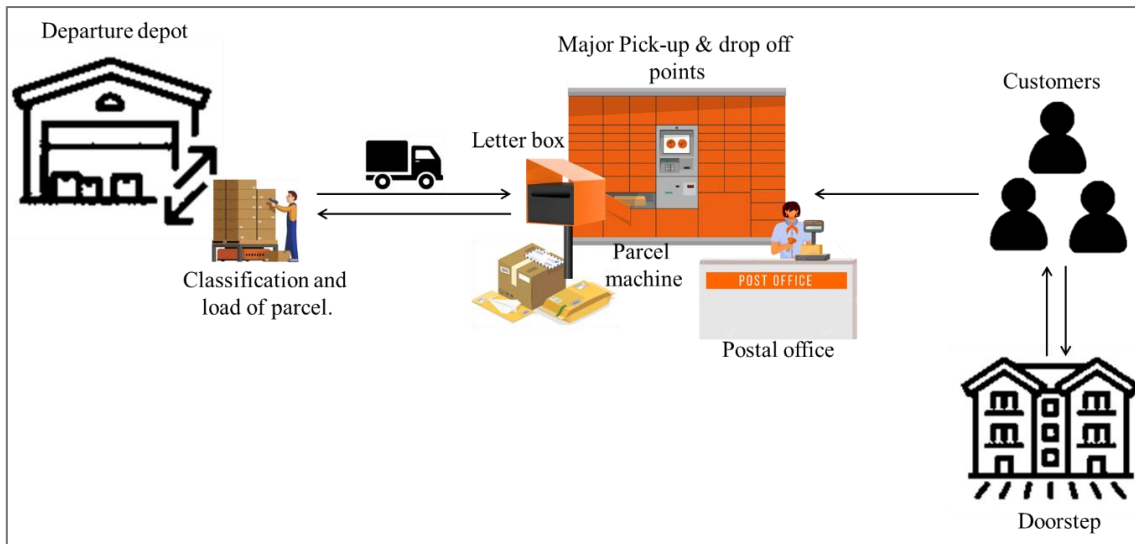 Departure depot
Major Pick-up & drop off
points
Customers
Letter box
Parcel
machine
Classification and
load of parcel.
POST OFFICE
Postal office
Doorstep